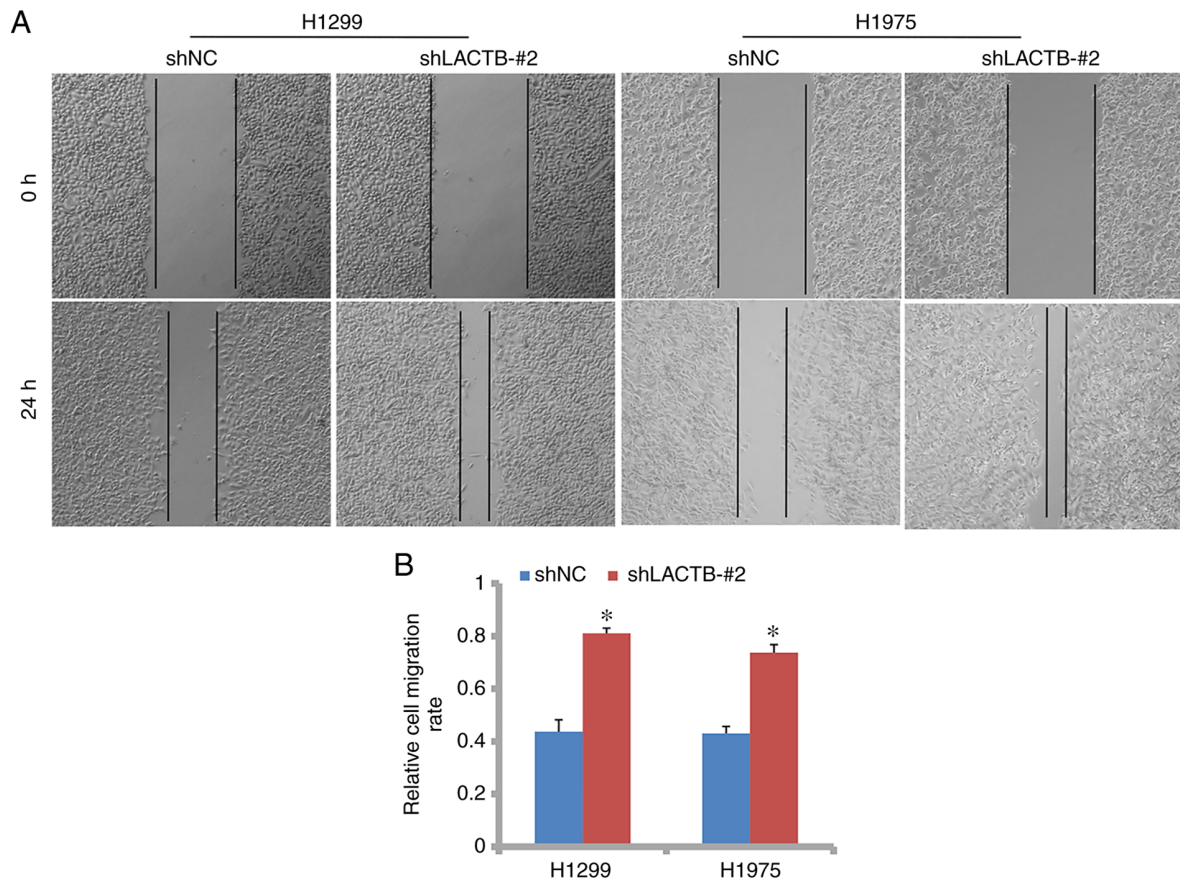 A
H1299
H1975
shNC
shLACTB-#2
shNC
shLACTB-#2
0 h
24 h
B
shNC
shLACTB-#2
Relative cell migration
rate
1
0.8
0.6
0.4
0.2
0
*
*
H1299
H1975